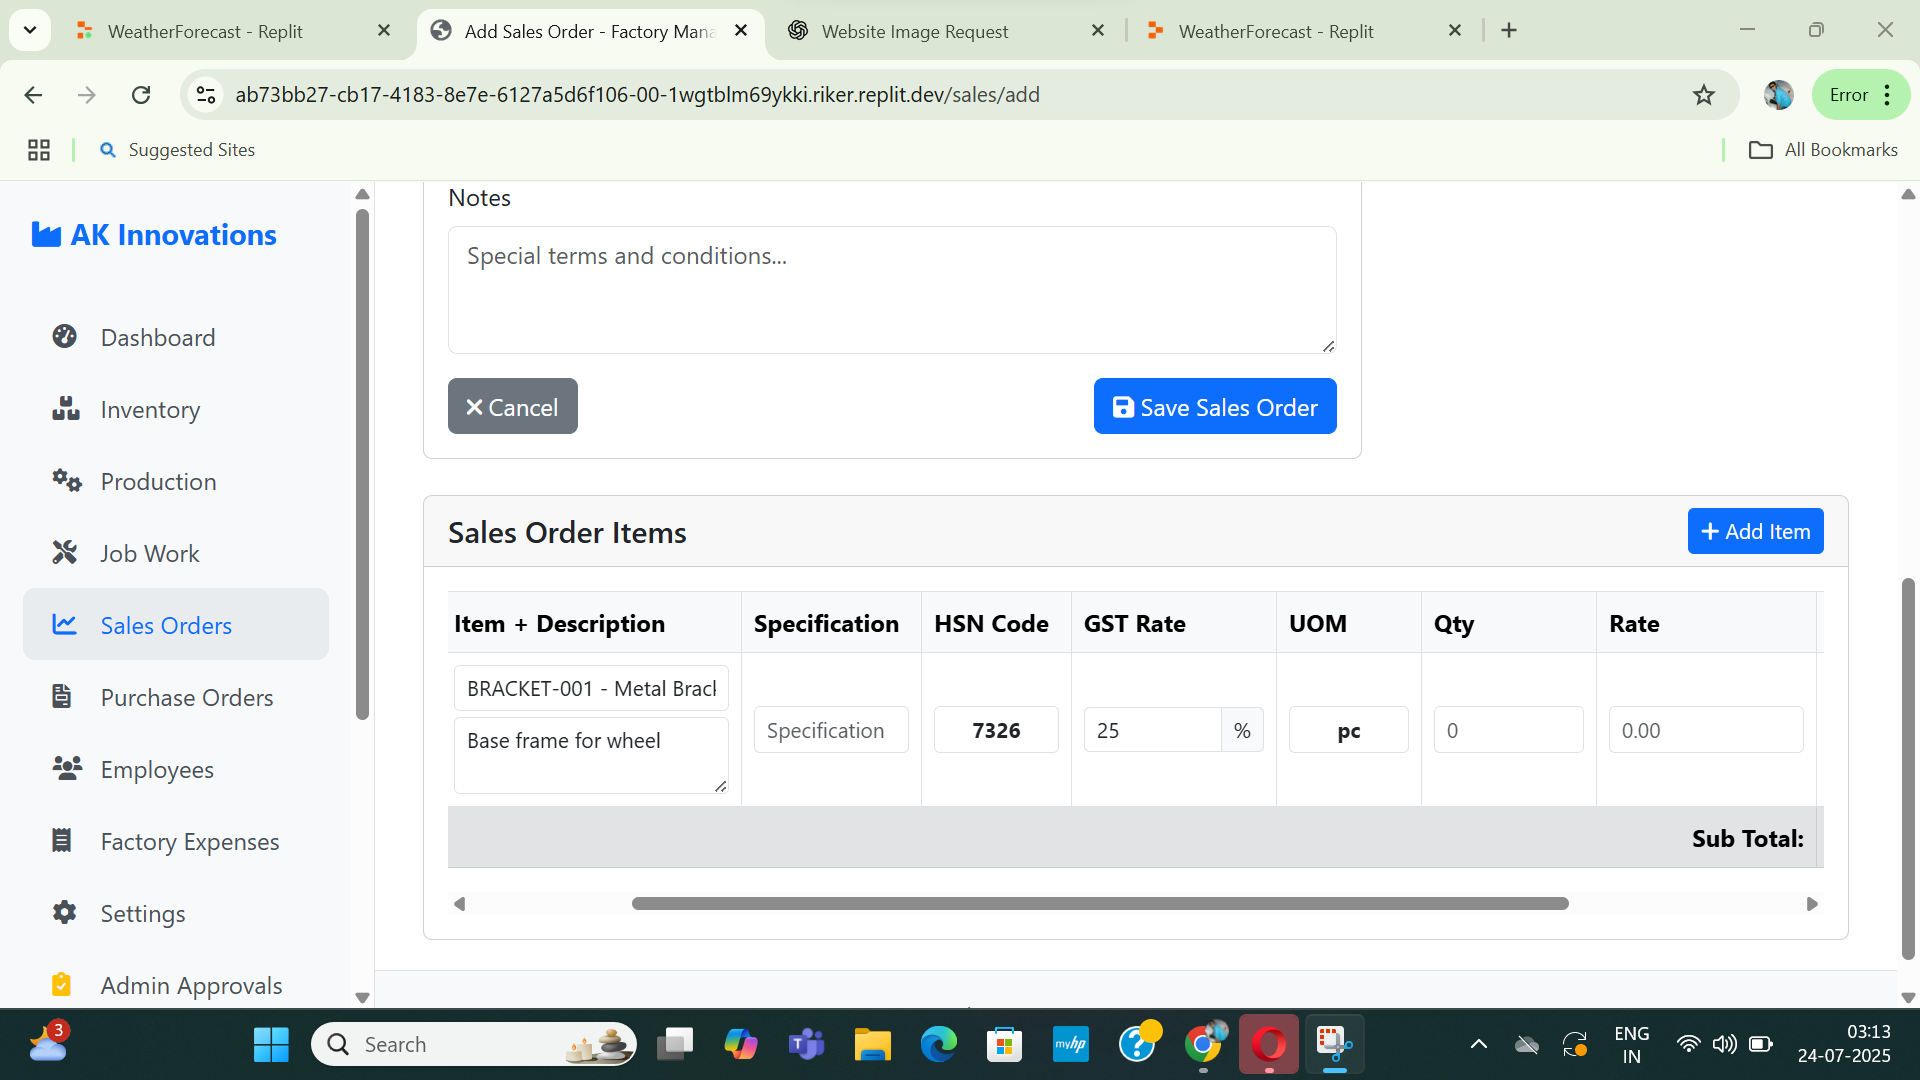 WeatherForecast - Replit
Add Sales Order - Factory Mana
Website Image Request
WeatherForecast - Replit
ab73bb27-cb17-4183-8e7e-6127a5d6f106-00-1wgtblm69ykki.riker.replit.dev/sales/add
Error
Suggested Sites
All Bookmarks
AK Innovations
Dashboard
Inventory
Production
Job Work
Sales Orders
Purchase Orders
Employees
Factory Expenses
Settings
Admin Approvals
Notes
Special terms and conditions...
Cancel
Save Sales Order
Sales Order Items
Add Item
Item + Description Specification HSN Code GST Rate UOM Qty Rate
BRACKET-001 - Metal Brack
Base frame for wheel
Specification 7326 25 % pc 0 0.00
Sub Total:
3
Search
myhp
ENG
IN
03:13
24-07-2025